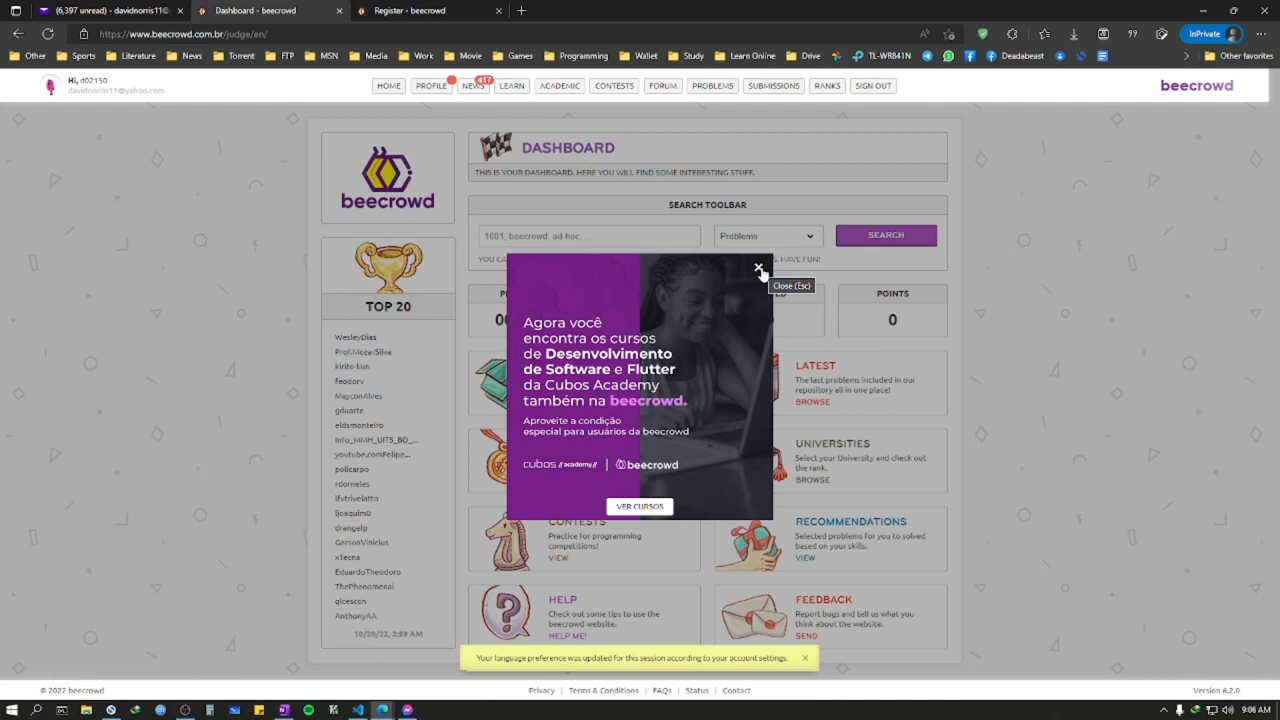 (6,397 unread) - davidnorris11@
Dashboard - beecrowd
Register - beecrowd
https://www.beecrowd.com.br/judge/en/
InPrivate
Other
Sports
News
Torrent
FTP
MSN
Media
Work
Movie
Games
Programming
Wallet
Study
Learn Online
Drive
TL-WR841N
Deadabeast
Other favorites
Hi, d02150
davidnorris11@yahoo.com
HOME
PROFILE
NEWS
417
LEARN
ACADEMIC
CONTESTS
FORUM
PROBLEMS
SUBMISSIONS
RANKS
SIGN OUT
beecrowd
beecrowd
DASHBOARD
THIS IS YOUR DASHBOARD. HERE YOU WILL FIND SOME INTERESTING STUFF.
SEARCH TOOLBAR
1001, beecrowd, ad-hoc...
Problems
SEARCH
YOU CA
HAVE FUN!
POINTS
0
Close (Esc)
Agora você
encontra os cursos
de Desenvolvimento
de Software e Flutter
da Cubos Academy
também na beecrowd.
Aproveite a condição
especial para usuários da beecrowd
cubos //academy// | beecrowd
VER CURSOS
TOP 20
WesleyDias
Prof.MozarSilva
kirito-kun
feodorv
MayconAlves
gduarte
eldsmonteiro
Info_MMH_UITS_BD_...
youtube.comFelipe...
policarpo
rdorneles
lfvtrivelatto
ljoaquim0
drangelp
GersonVinicius
xTecna
EduardoTheodoro
ThePhenomenal
glcescon
AnthonyAA
10/20/22, 2:59 AM
LATEST
The last problems included in our
repository all in one place!
BROWSE
UNIVERSITIES
Select your University and check out
the rank.
BROWSE
CONTESTS
Practice for programming
competitions!
VIEW
RECOMMENDATIONS
Selected problems for you to solved
based on your skills.
VIEW
HELP
Check out some tips to use the
beecrowd website.
HELP ME!
FEEDBACK
Report bugs and tell us what you
think about the website.
SEND
Your language preference was updated for this session according to your account settings.
© 2022 beecrowd
Privacy | Terms & Conditions | FAQs | Status | Contact
Version 6.2.0
9:06 AM